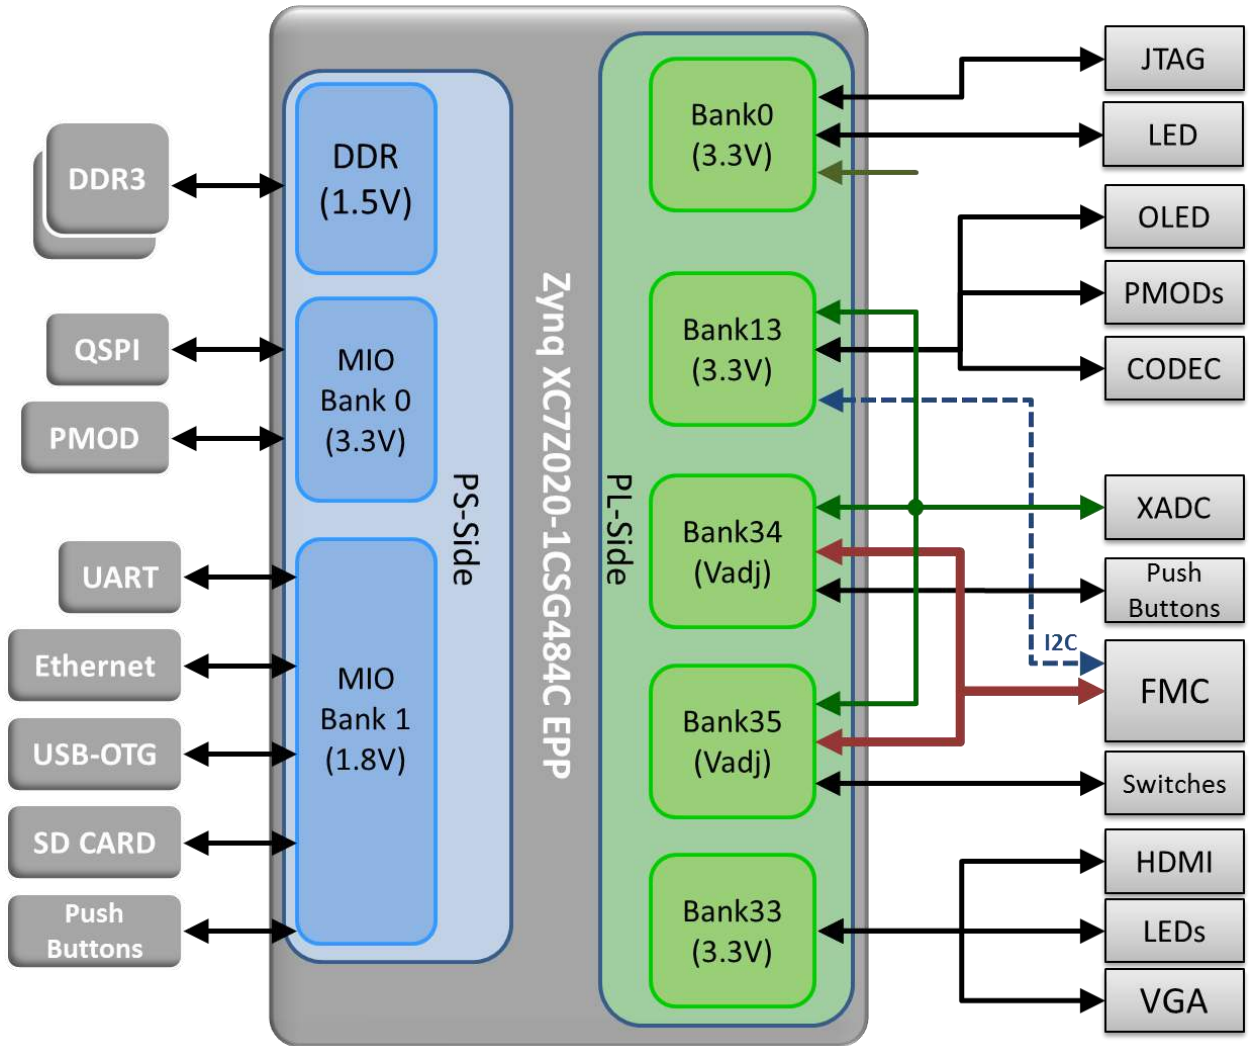 DDR3
QSPI
PMOD
UART
Ethernet
USB-OTG
SD CARD
Push
Buttons
DDR
(1.5V)
MIO
Bank 0
(3.3V)
MIO
Bank 1
(1.8V)
PS-Side
Zynq XC7Z020-1CSG484C EPP
PL-Side
Bank0
(3.3V)
Bank13
(3.3V)
Bank34
(Vadj)
Bank35
(Vadj)
Bank33
(3.3V)
I2C
JTAG
LED
OLED
PMODs
CODEC
XADC
Push
Buttons
FMC
Switches
HDMI
LEDs
VGA